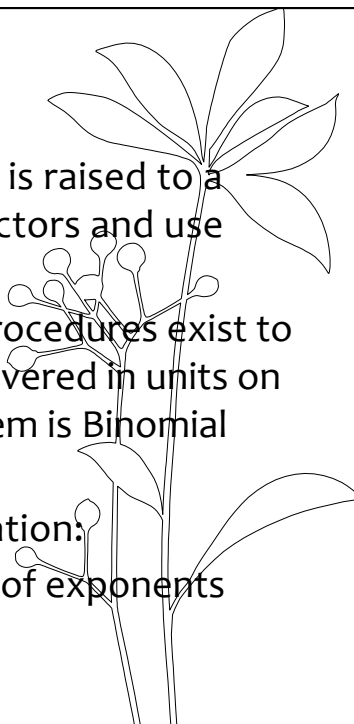 is raised to a
ctors and use
rocedures exist to
vered in units on
em is Binomial
ation:
of exponents